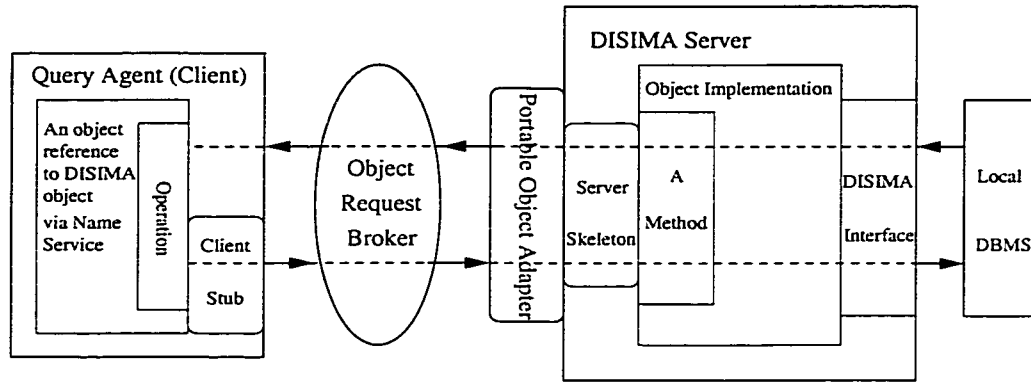 DISIMA Server
Query Agent (Client)
An object
reference
to DISIMA
object
via Name
Service
Operation
Client
Stub
Object
Request
Broker
Portable Object Adapter
Server
Skeleton
Object Implementation
A
Method
DISIMA
Interface
Local
DBMS